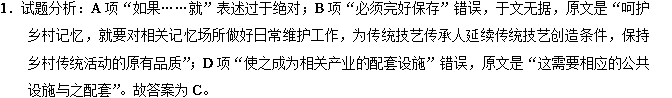 1．试题分析：A 项“如果……就”表述过于绝对；B 项“必须完好保存”错误，于文无据，原文是“呵护
乡村记忆，就要对相关记忆场所做好日常维护工作，为传统技艺传承人延续传统技艺创造条件，保持
乡村传统活动的原有品质”；D 项“使之成为相关产业的配套设施”错误，原文是“这需要相应的公共
设施与之配套”。故答案为 C。